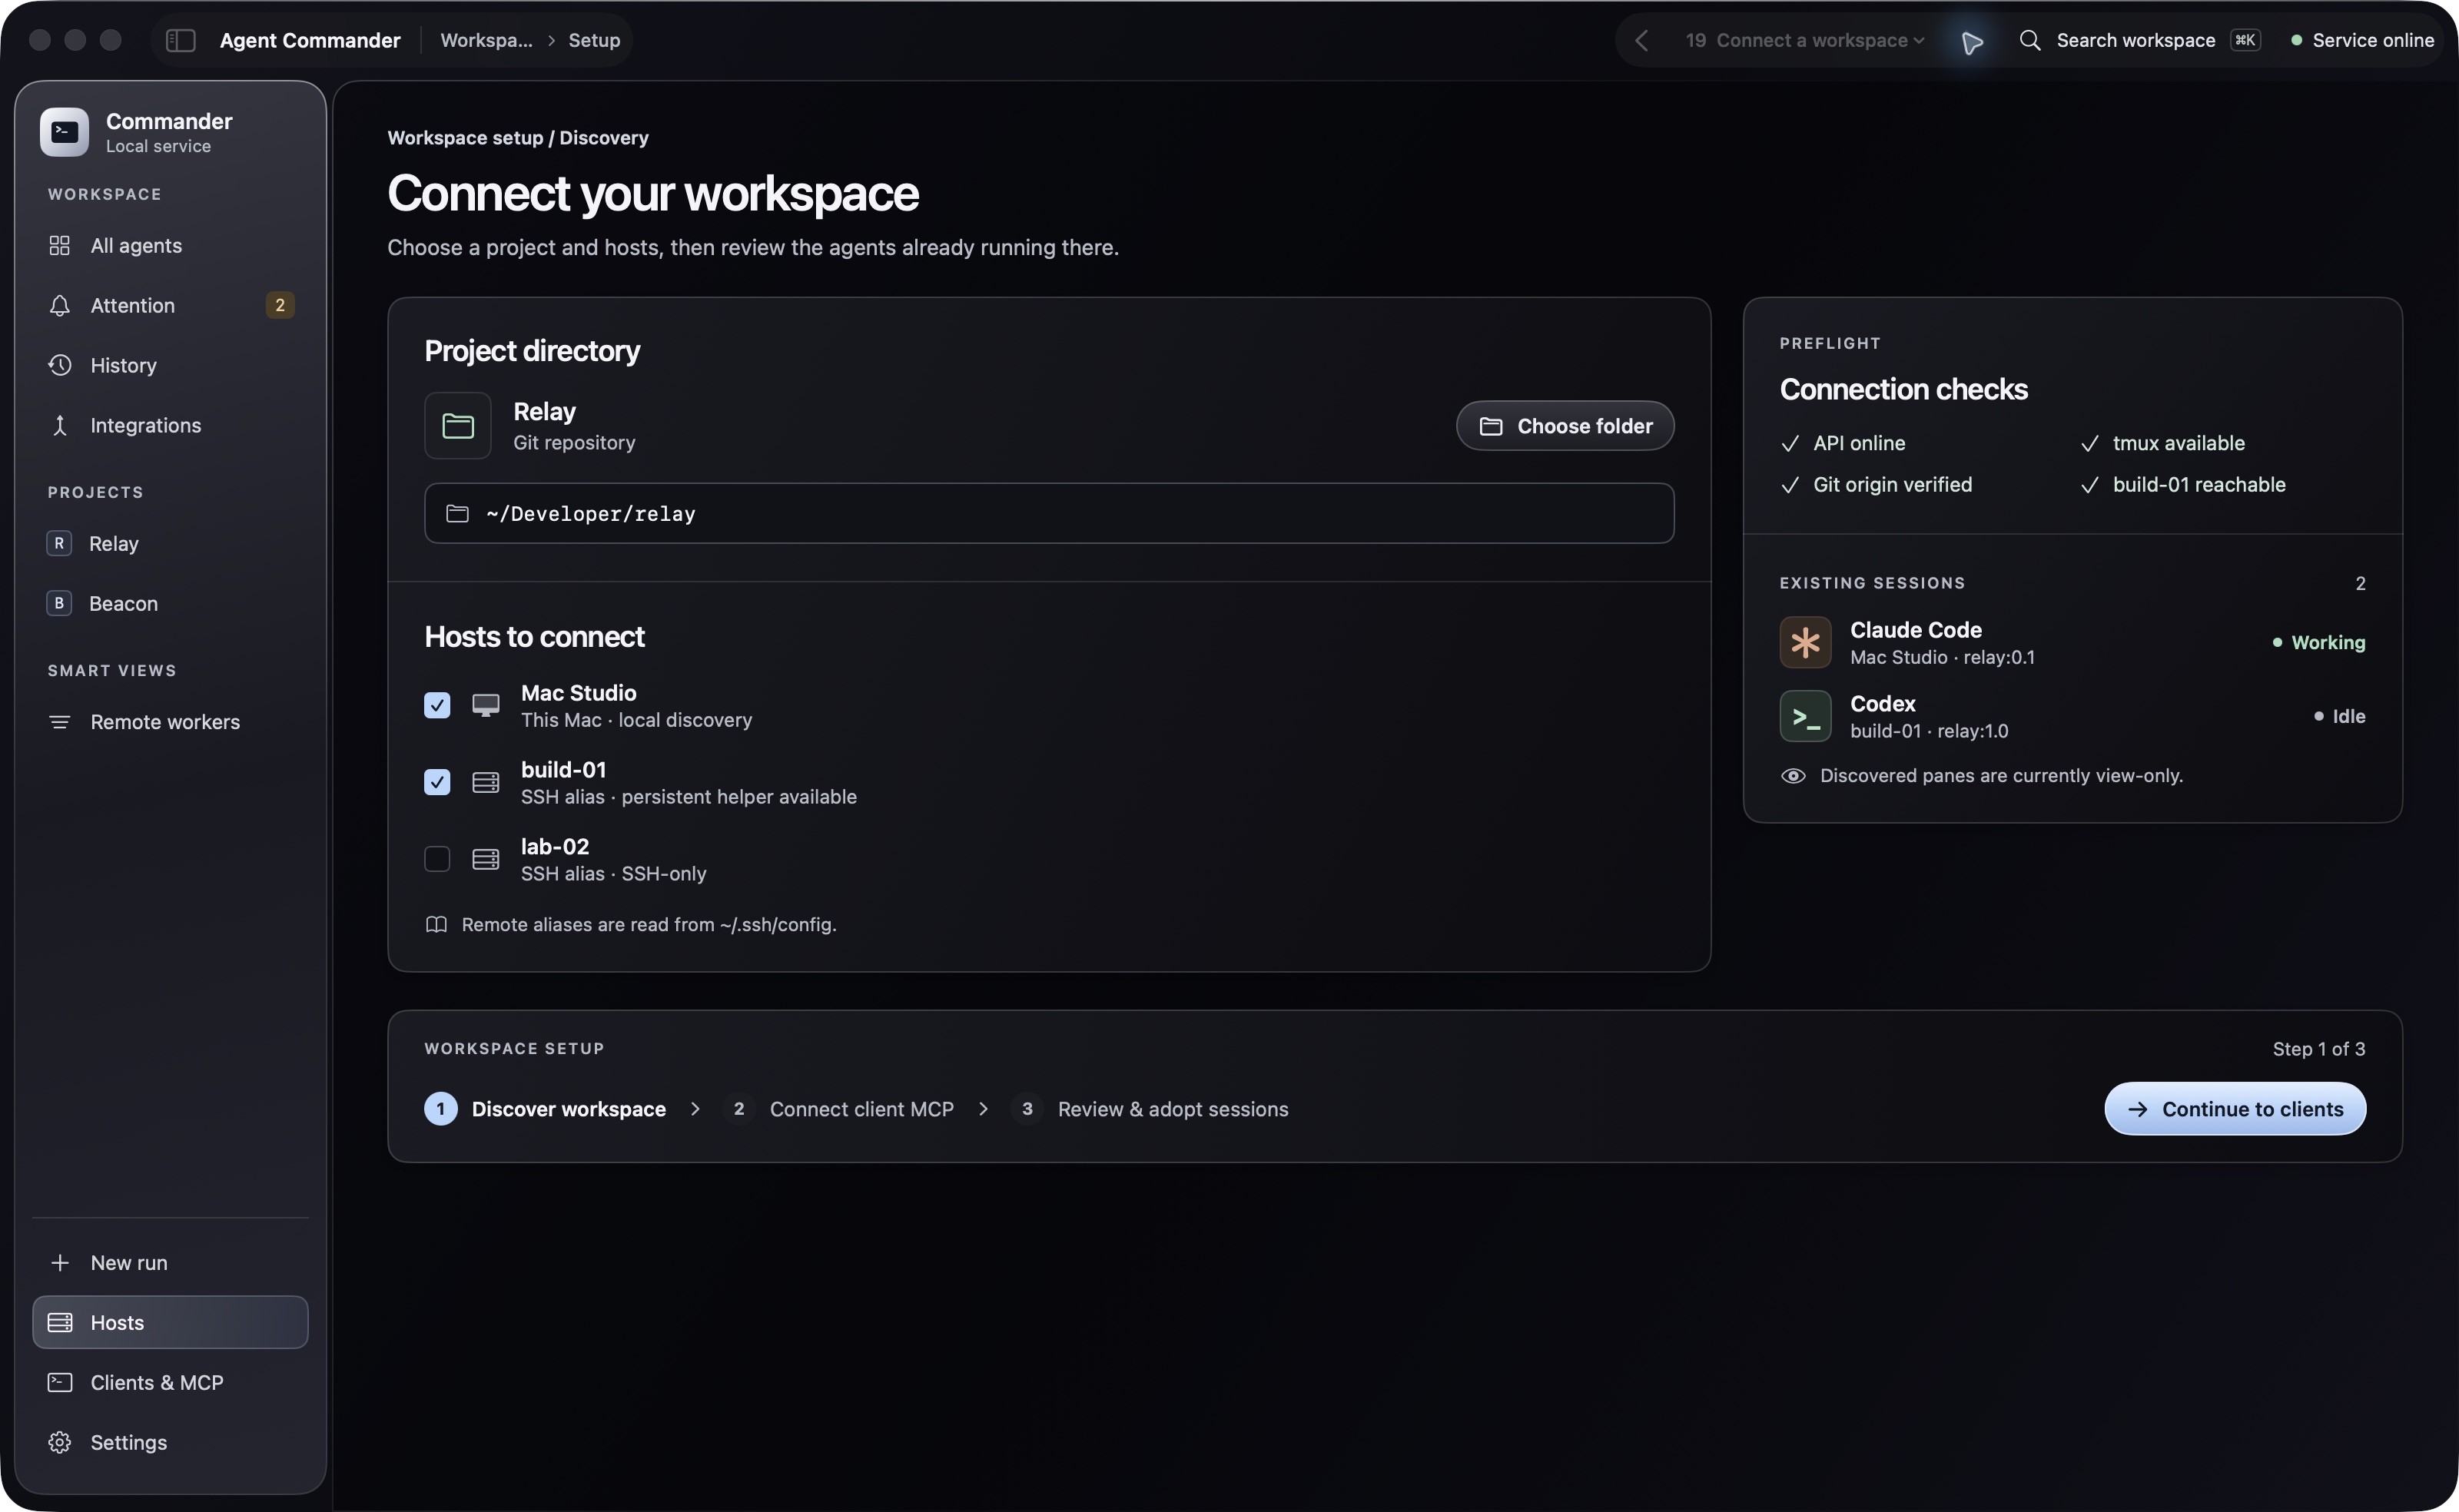 Agent Commander
Workspa... > Setup
19 Connect a workspace
Search workspace ⌘K
Service online
Commander
Local service
WORKSPACE
All agents
Attention 2
History
Integrations
PROJECTS
R Relay
B Beacon
SMART VIEWS
Remote workers
New run
Hosts
Clients & MCP
Settings
Workspace setup / Discovery
Connect your workspace
Choose a project and hosts, then review the agents already running there.
Project directory
Relay
Git repository
Choose folder
~/Developer/relay
Hosts to connect
Mac Studio
This Mac · local discovery
build-01
SSH alias · persistent helper available
lab-02
SSH alias · SSH-only
Remote aliases are read from ~/.ssh/config.
PREFLIGHT
Connection checks
API online
tmux available
Git origin verified
build-01 reachable
EXISTING SESSIONS 2
Claude Code
Mac Studio · relay:0.1
Working
Codex
build-01 · relay:1.0
Idle
Discovered panes are currently view-only.
WORKSPACE SETUP
Step 1 of 3
1 Discover workspace > 2 Connect client MCP > 3 Review & adopt sessions
Continue to clients